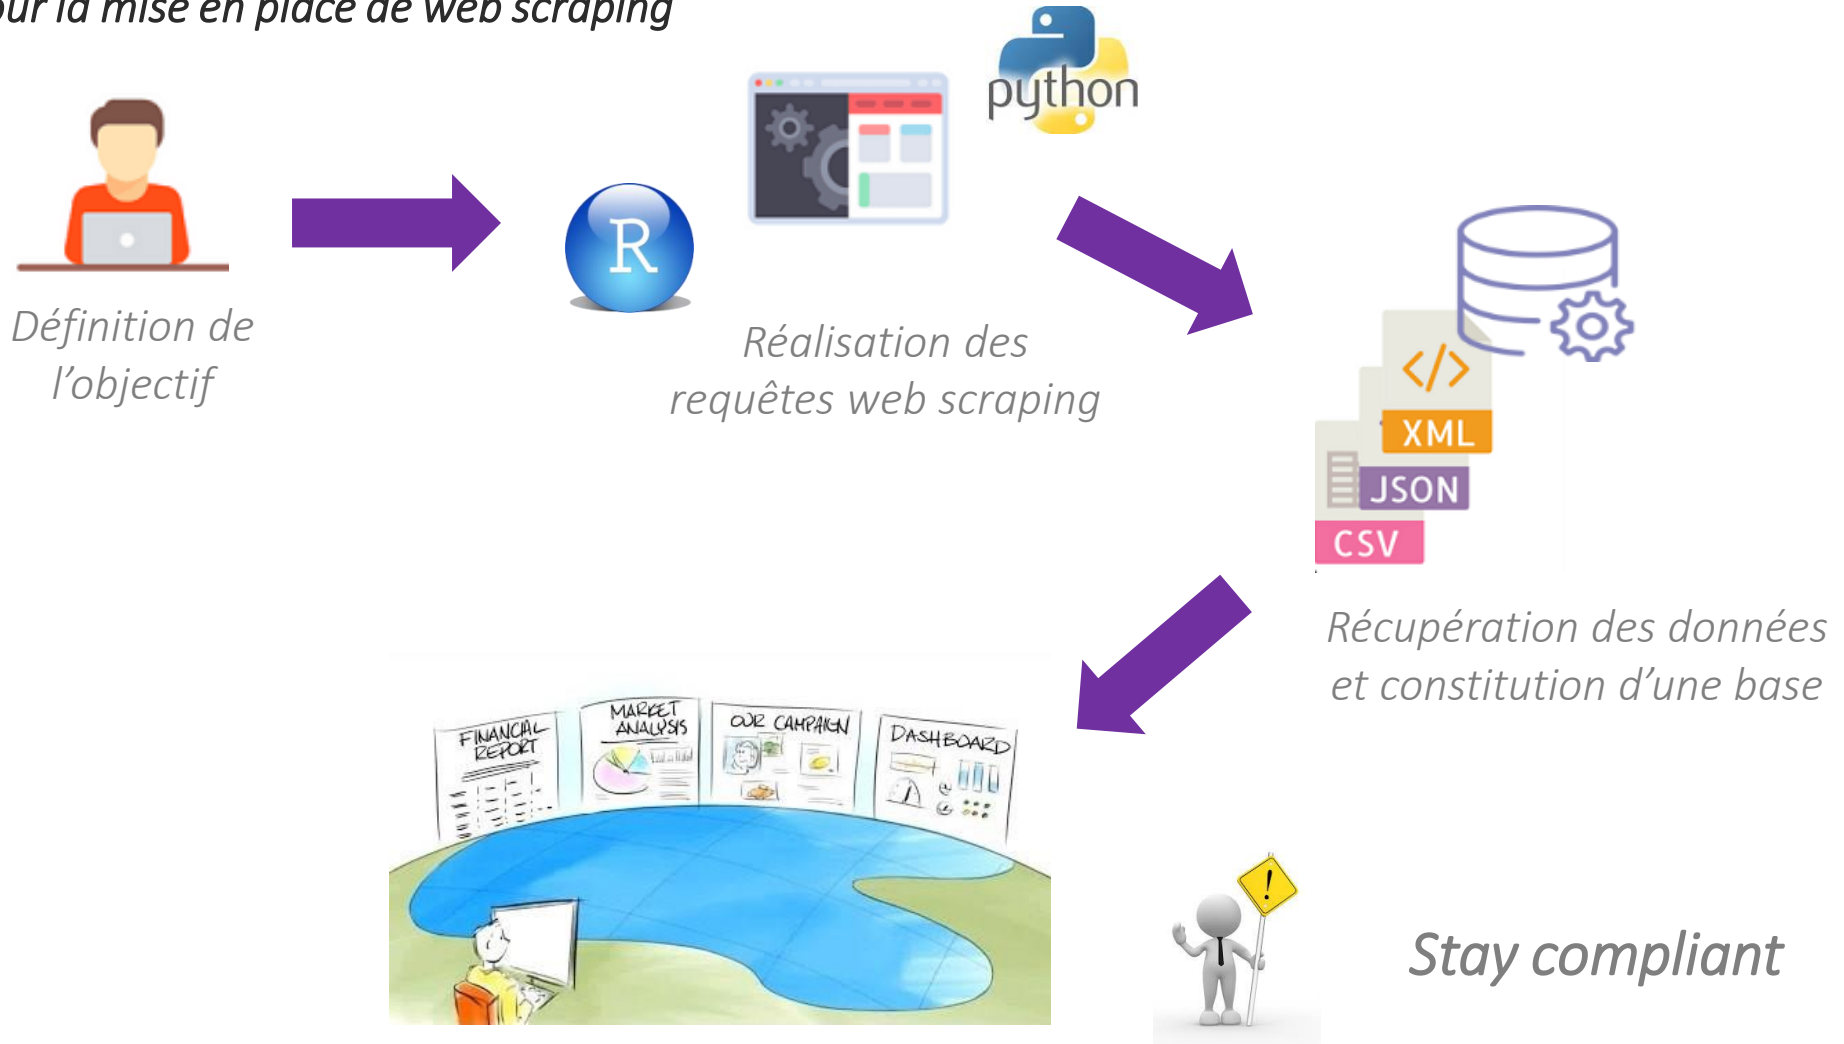 our la mise en place de web scraping
python
R
Définition de
l'objectif
Réalisation des
requêtes web scraping
</>
XML
JSON
CSV
Récupération des données
et constitution d'une base
FINANCIAL
REPORT
MARKET
ANALYSIS
OUR CAMPAIGN
DASHBOARD
!
Stay compliant